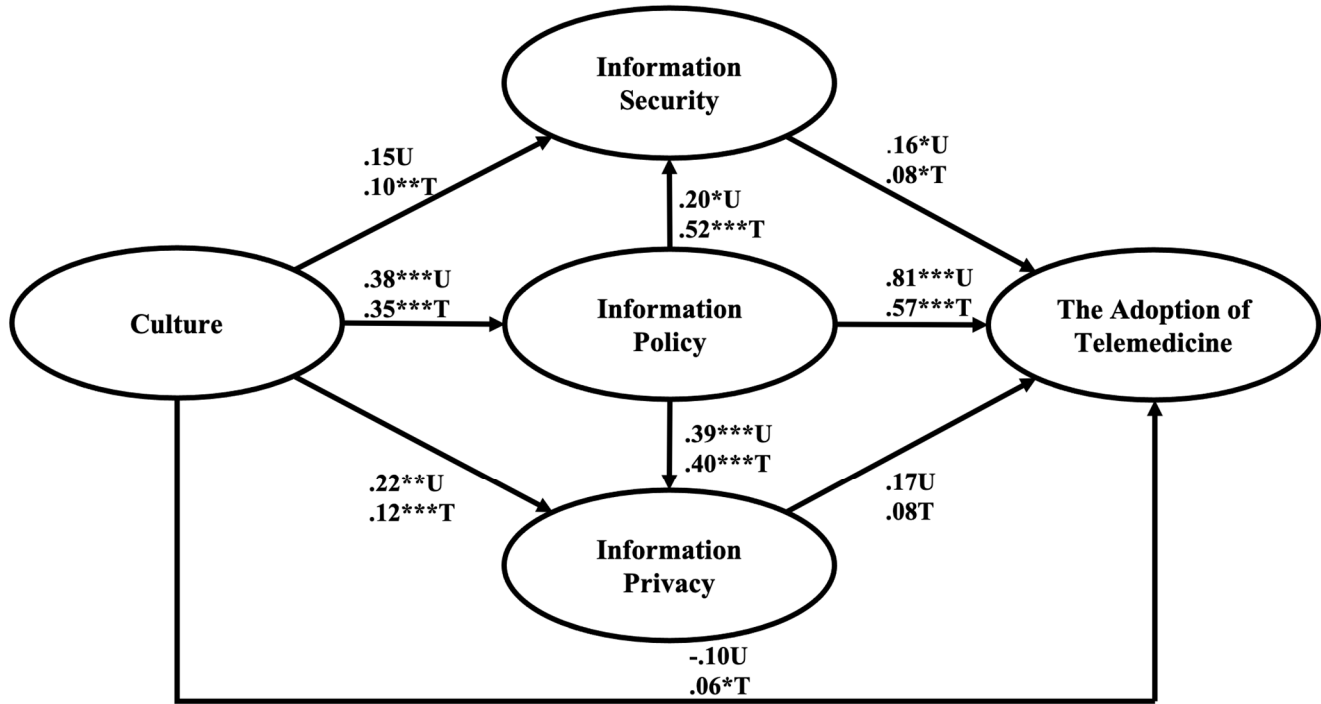 Information
Security
.15U
.10**T
.16*U
.08*T
.20*U
.52***T
Culture
.38***U
.35***T
Information
Policy
.81***U
.57***T
The Adoption of
Telemedicine
.39***U
.40***T
.22**U
.12***T
.17U
.08T
Information
Privacy
-.10U
.06*T